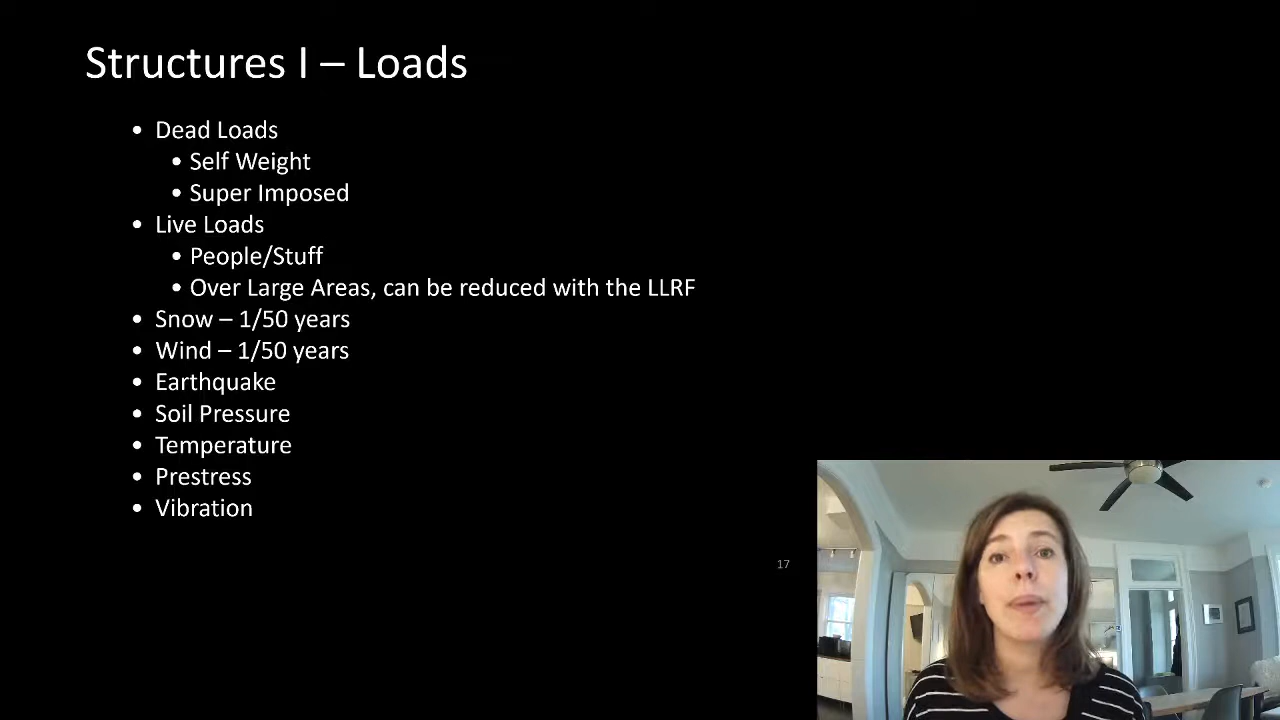 Structures I – Loads
• Dead Loads
• Self Weight
• Super Imposed
• Live Loads
• People/Stuff
• Over Large Areas, can be reduced with the LLRF
• Snow – 1/50 years
• Wind – 1/50 years
• Earthquake
• Soil Pressure
• Temperature
• Prestress
• Vibration
17